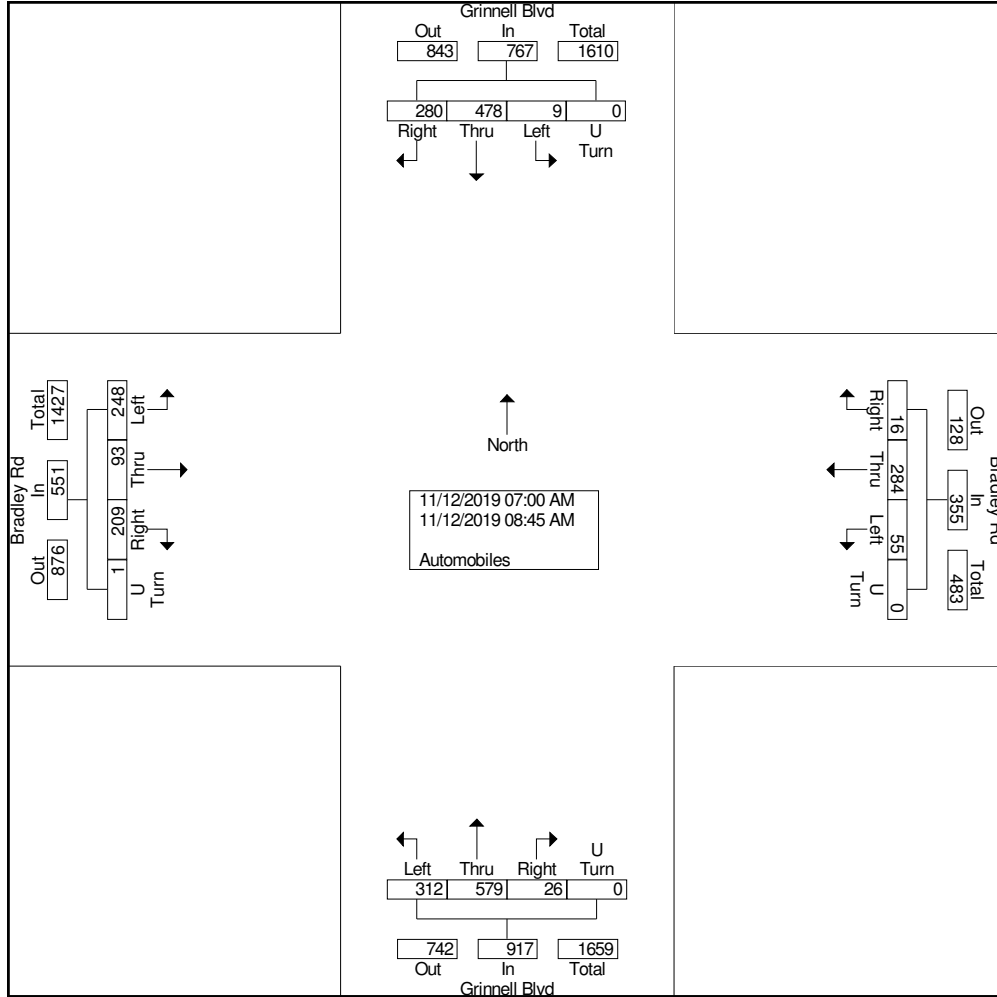 Grinnell Blvd
Out In Total
843 767 1610
280 478 9 0
Right Thru Left U
Turn
Bradley Rd
Total In Out
1427 551 876
248 93 209 1
Left Thru Right U
Turn
North
11/12/2019 07:00 AM
11/12/2019 08:45 AM
Automobiles
Right Thru Left U
Turn
16 284 55 0
Out In Total
128 355 483
Bradley Rd
U
Left Thru Right Turn
312 579 26 0
742 917 1659
Out In Total
Grinnell Blvd